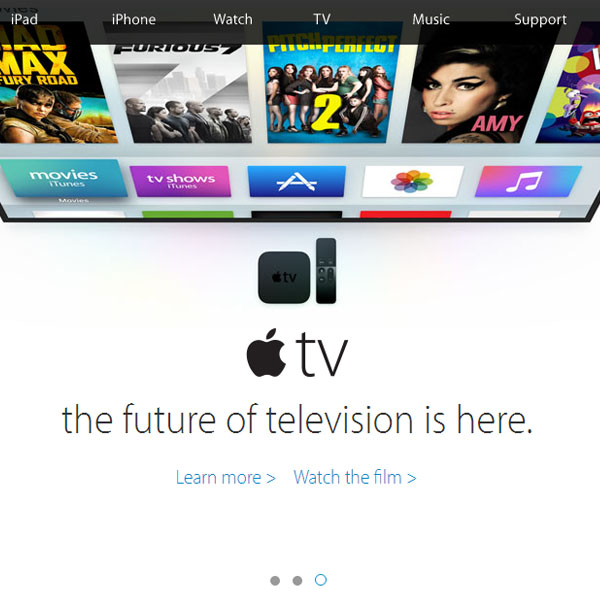 iPad iPhone Watch TV Music Support
MAD
MAX
FURY ROAD
FURIOUS 7
PITCH PERFECT
2
AMY
movies
iTunes
tv shows
iTunes
Movies
tv
tv
the future of television is here.
Learn more > Watch the film >